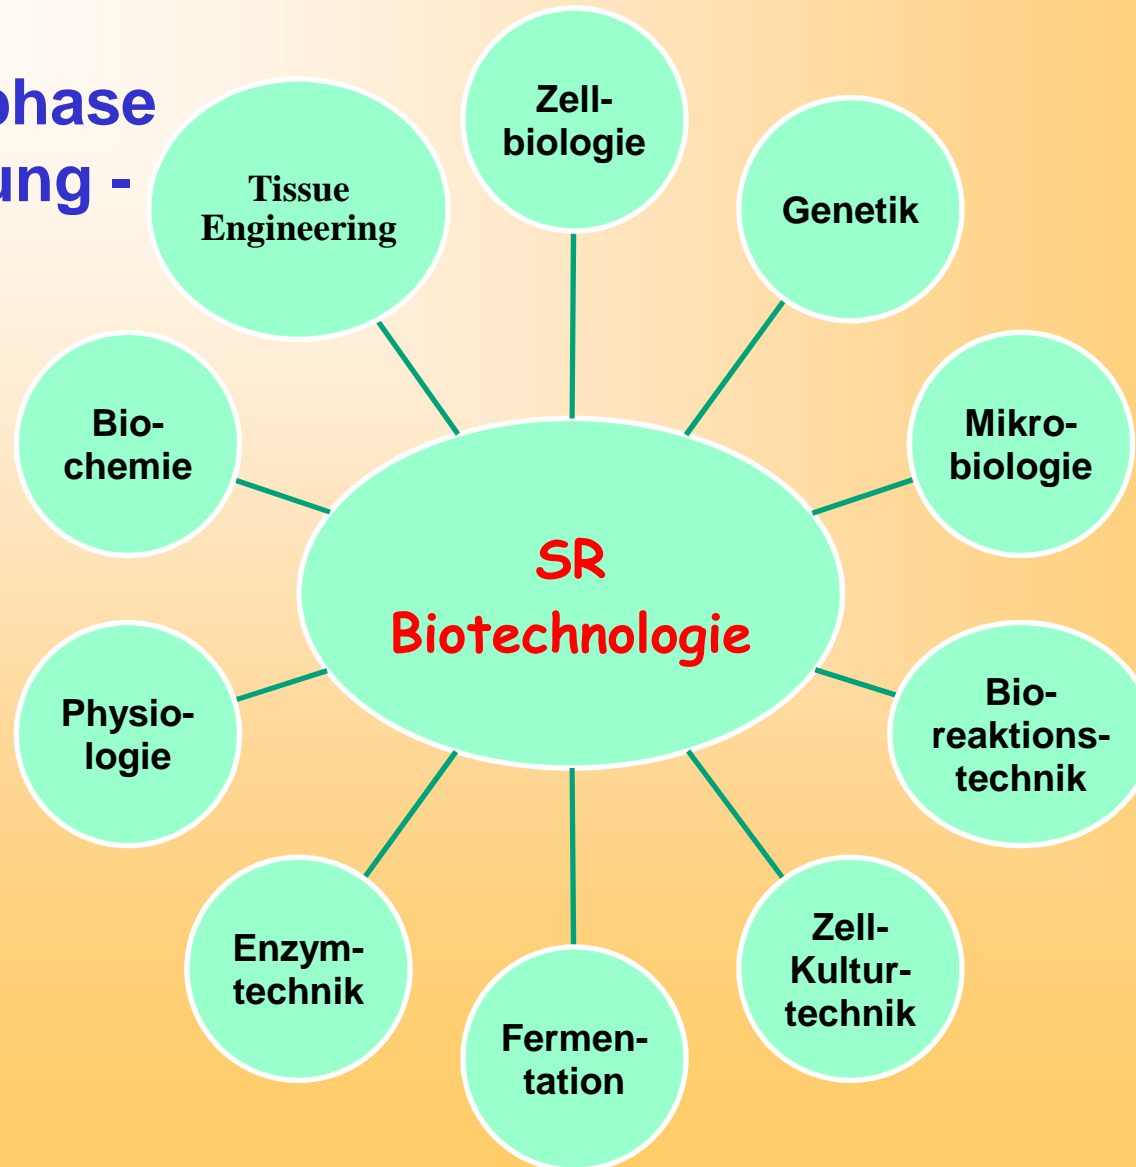 phase
ung -
Zell-
biologie
Tissue
Engineering
Genetik
Bio-
chemie
Mikro-
biologie
SR
Biotechnologie
Physio-
logie
Bio-
reaktions-
technik
Enzym-
technik
Zell-
Kultur-
technik
Fermen-
tation